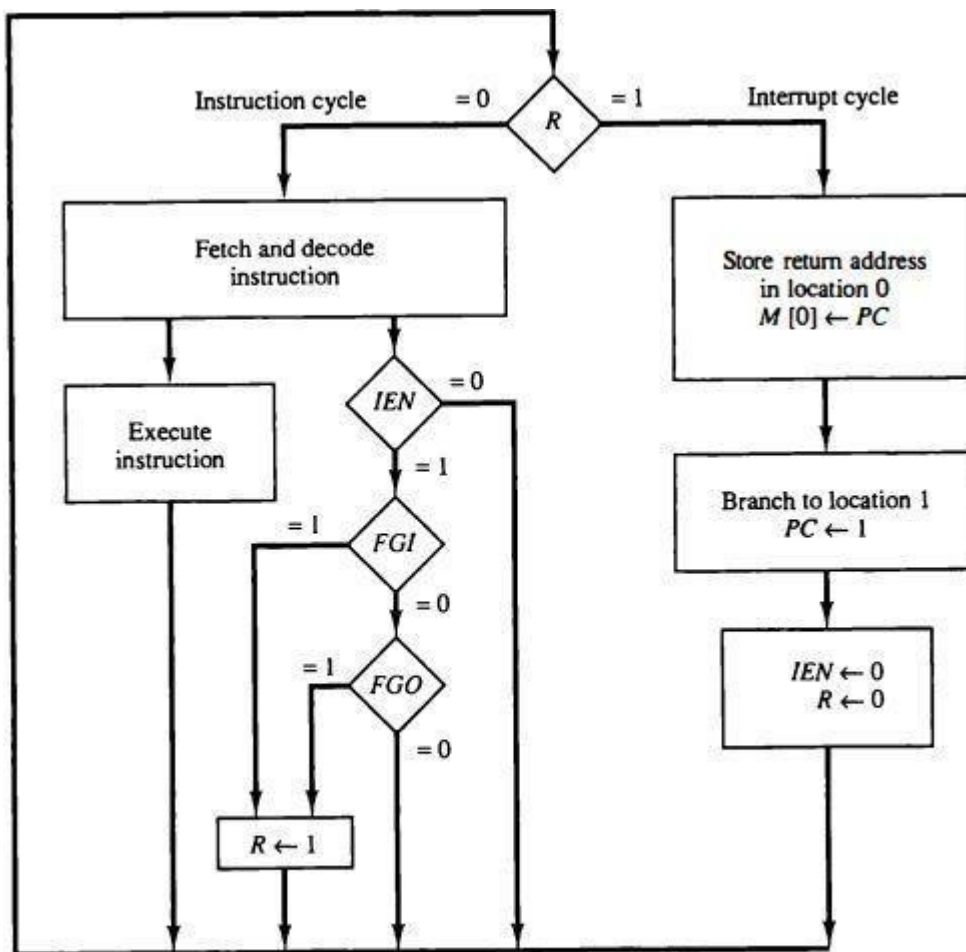 Instruction cycle
= 0
R
= 1
Interrupt cycle
Fetch and decode
instruction
Store return address
in location 0
M [0] ← PC
Execute
instruction
IEN
= 0
= 1
Branch to location 1
PC ← 1
= 1
FGI
= 0
= 1
FGO
= 0
IEN ← 0
R ← 0
R ← 1